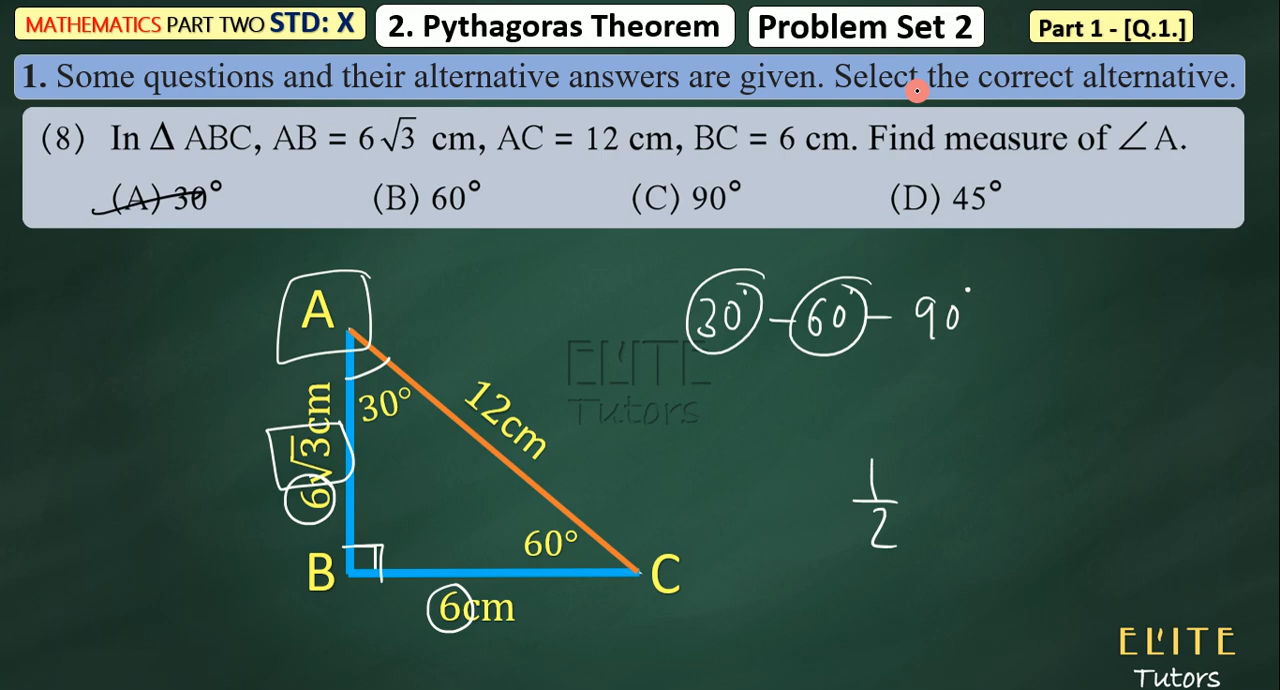 MATHEMATICS PART TWO STD: X
2. Pythagoras Theorem
Problem Set 2
Part 1 - [Q.1.]
1. Some questions and their alternative answers are given. Select the correct alternative.
(8) In Δ ABC, AB = 6√3 cm, AC = 12 cm, BC = 6 cm. Find measure of ∠A.
(A) 30° (B) 60° (C) 90° (D) 45°
A
30° - 60° - 90°
ELITE
Tutors
30°
12cm
6√3cm
1/2
60°
B
C
6cm
ELITE
Tutors